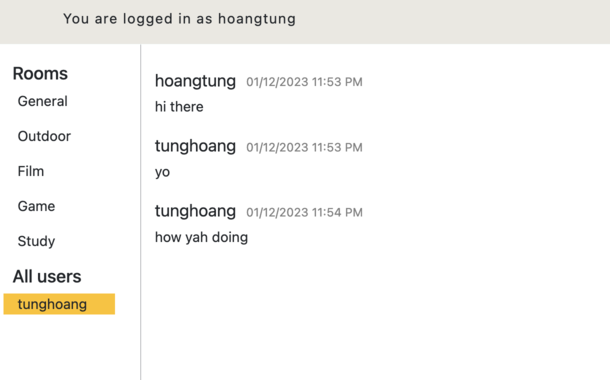 You are logged in as hoangtung
Rooms
General
Outdoor
Film
Game
Study
All users
tunghoang
hoangtung 01/12/2023 11:53 PM
hi there
tunghoang 01/12/2023 11:53 PM
yo
tunghoang 01/12/2023 11:54 PM
how yah doing